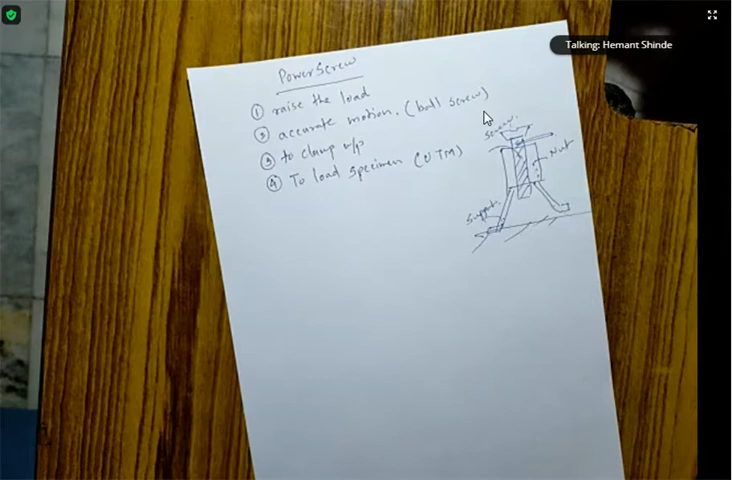 Talking: Hemant Shinde
Power Screw
① raise the load
② accurate motion. (ball screw)
③ to clamp w/p
④ To load specimen (UTM)
Screw.
Nut
Support.